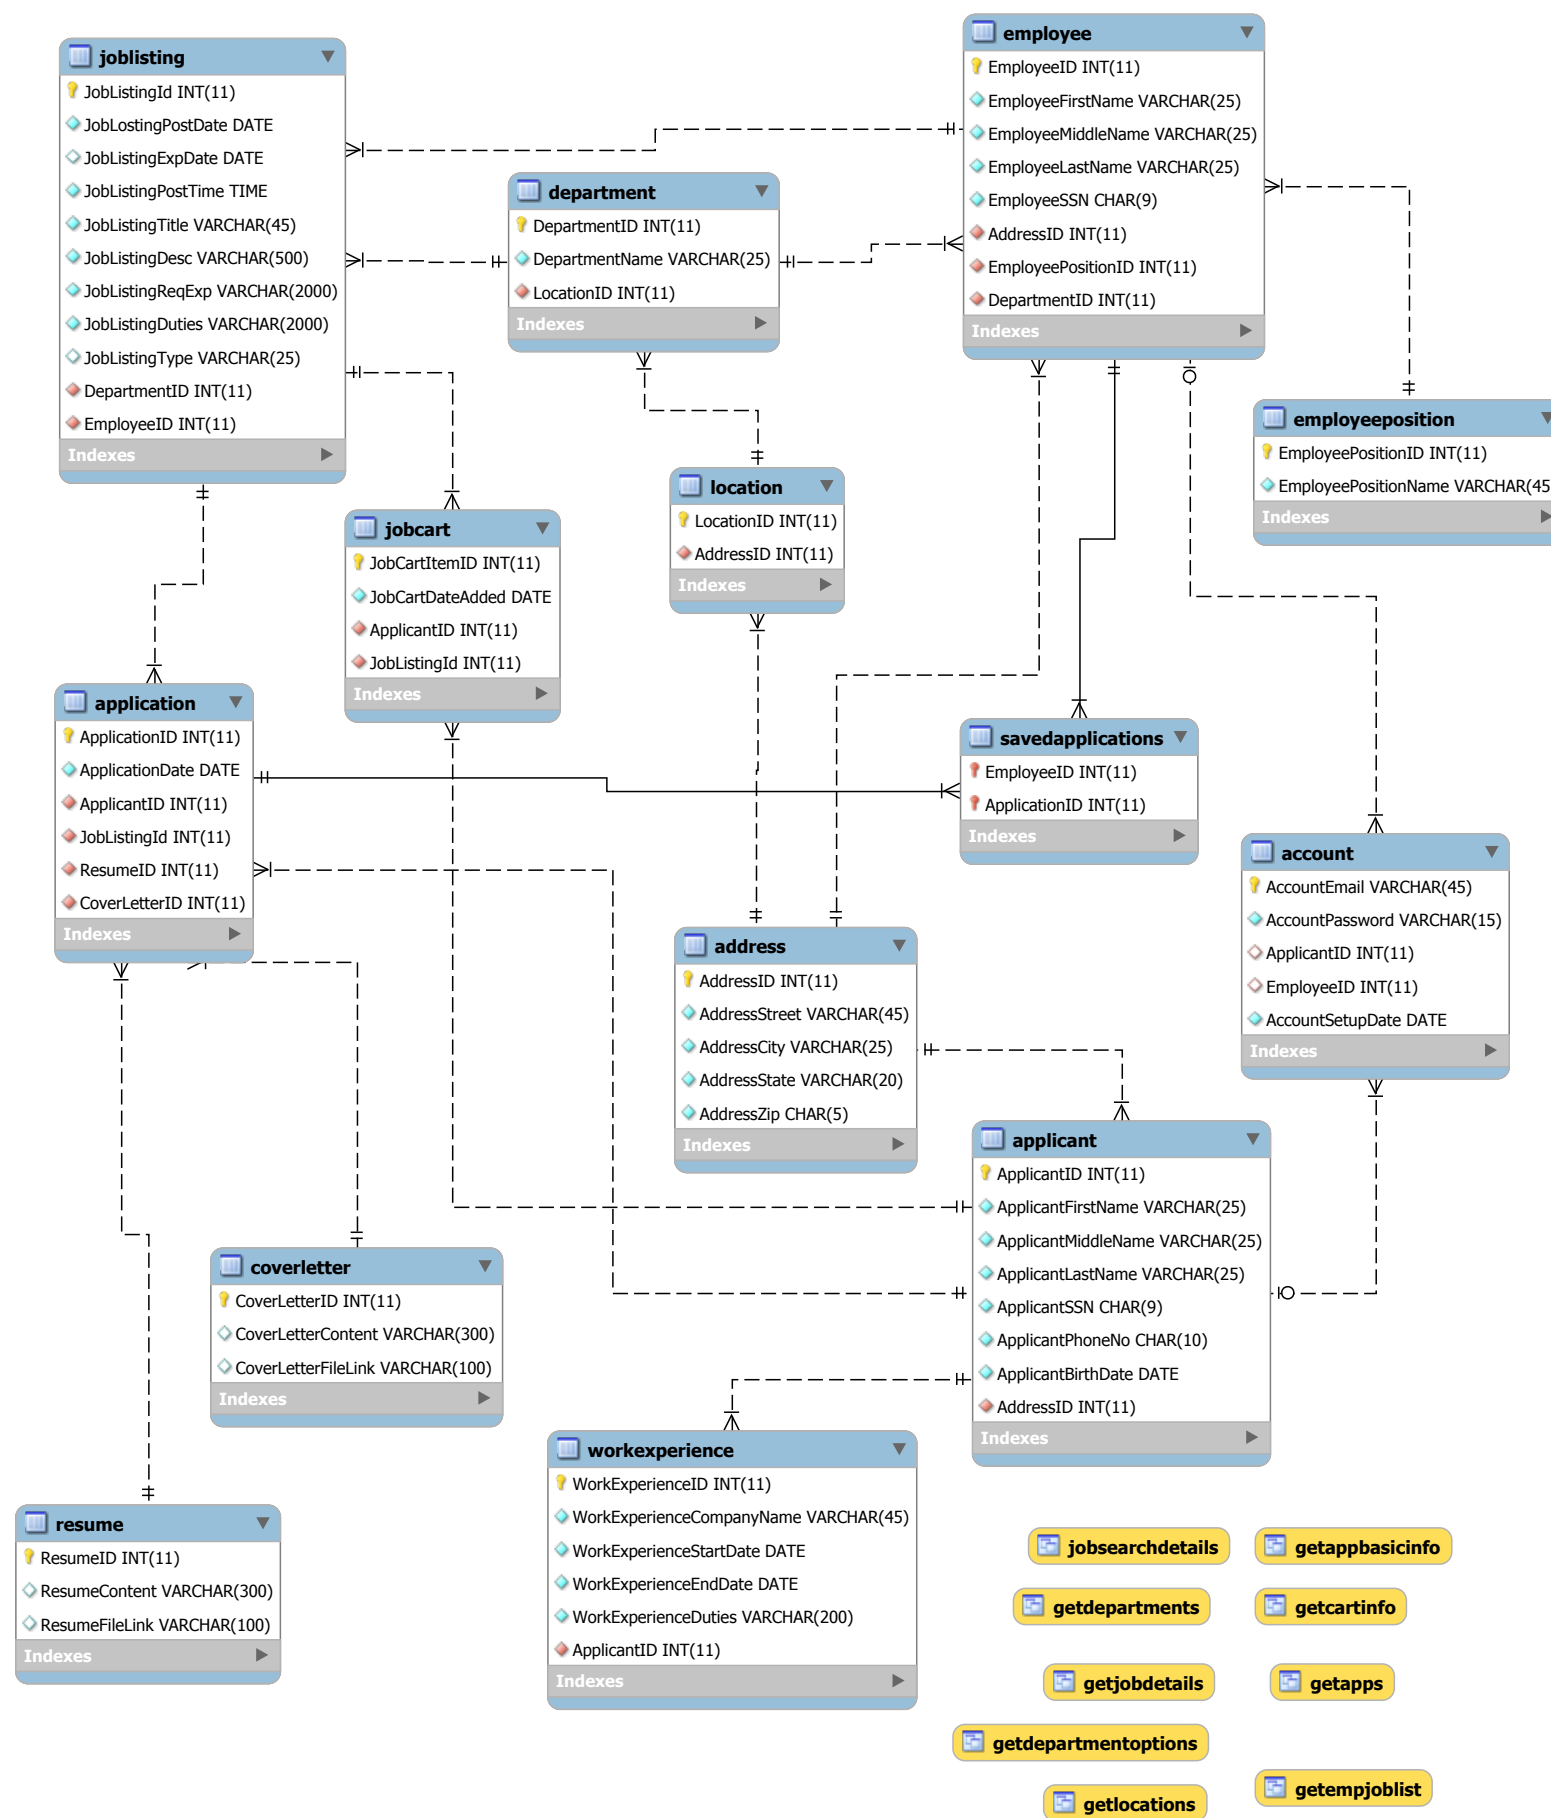 joblisting
JobListingId INT(11)
JobLostingPostDate DATE
JobListingExpDate DATE
JobListingPostTime TIME
JobListingTitle VARCHAR(45)
JobListingDesc VARCHAR(500)
JobListingReqExp VARCHAR(2000)
JobListingDuties VARCHAR(2000)
JobListingType VARCHAR(25)
DepartmentID INT(11)
EmployeeID INT(11)
Indexes
employee
EmployeeID INT(11)
EmployeeFirstName VARCHAR(25)
EmployeeMiddleName VARCHAR(25)
EmployeeLastName VARCHAR(25)
EmployeeSSN CHAR(9)
AddressID INT(11)
EmployeePositionID INT(11)
DepartmentID INT(11)
Indexes
department
DepartmentID INT(11)
DepartmentName VARCHAR(25)
LocationID INT(11)
Indexes
employeeposition
EmployeePositionID INT(11)
EmployeePositionName VARCHAR(45
Indexes
location
LocationID INT(11)
AddressID INT(11)
Indexes
jobcart
JobCartItemID INT(11)
JobCartDateAdded DATE
ApplicantID INT(11)
JobListingId INT(11)
Indexes
application
ApplicationID INT(11)
ApplicationDate DATE
ApplicantID INT(11)
JobListingId INT(11)
ResumeID INT(11)
CoverLetterID INT(11)
Indexes
savedapplications
EmployeeID INT(11)
ApplicationID INT(11)
Indexes
account
AccountEmail VARCHAR(45)
AccountPassword VARCHAR(15)
ApplicantID INT(11)
EmployeeID INT(11)
AccountSetupDate DATE
Indexes
address
AddressID INT(11)
AddressStreet VARCHAR(45)
AddressCity VARCHAR(25)
AddressState VARCHAR(20)
AddressZip CHAR(5)
Indexes
applicant
ApplicantID INT(11)
ApplicantFirstName VARCHAR(25)
ApplicantMiddleName VARCHAR(25)
ApplicantLastName VARCHAR(25)
ApplicantSSN CHAR(9)
ApplicantPhoneNo CHAR(10)
ApplicantBirthDate DATE
AddressID INT(11)
Indexes
coverletter
CoverLetterID INT(11)
CoverLetterContent VARCHAR(300)
CoverLetterFileLink VARCHAR(100)
Indexes
workexperience
WorkExperienceID INT(11)
WorkExperienceCompanyName VARCHAR(45)
WorkExperienceStartDate DATE
WorkExperienceEndDate DATE
WorkExperienceDuties VARCHAR(200)
ApplicantID INT(11)
Indexes
resume
ResumeID INT(11)
ResumeContent VARCHAR(300)
ResumeFileLink VARCHAR(100)
Indexes
jobsearchdetails
getappbasicinfo
getdepartments
getcartinfo
getjobdetails
getapps
getdepartmentoptions
getempjoblist
getlocations